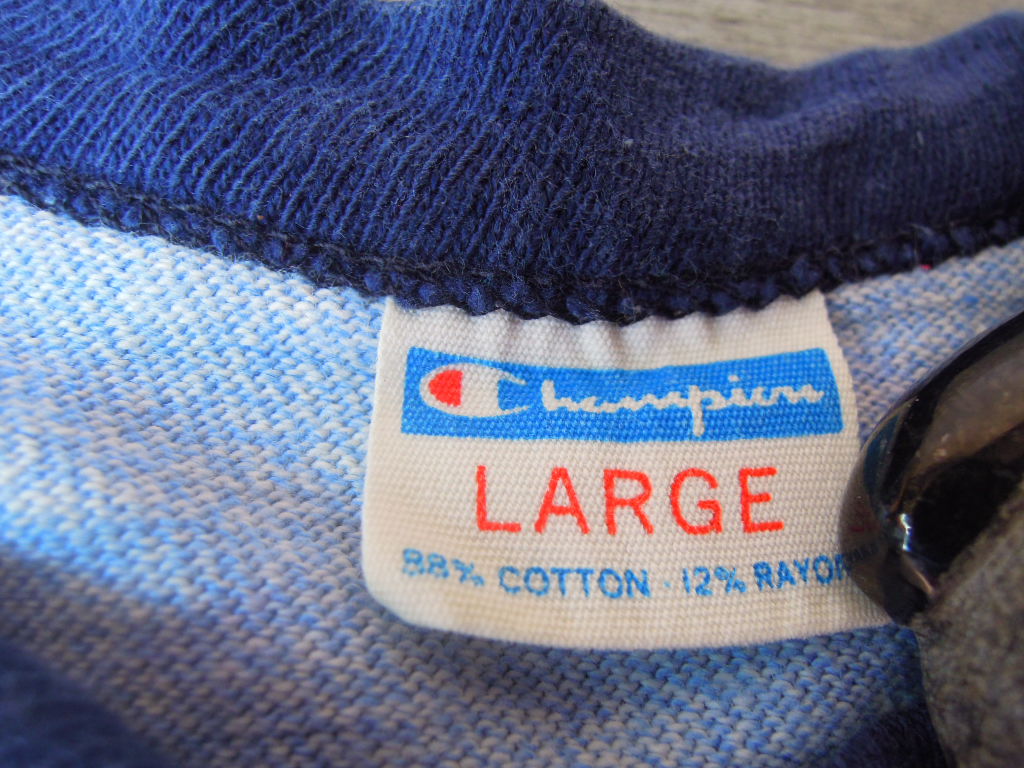 Champion
LARGE
88% COTTON · 12% RAYON